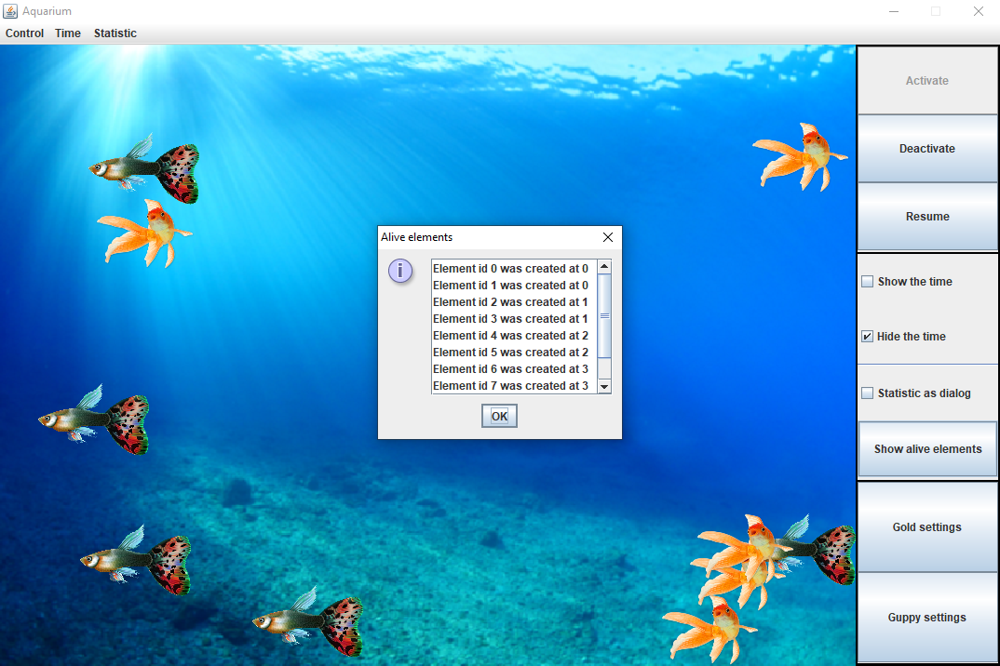 Aquarium
Control Time Statistic
Activate
Deactivate
Resume
Alive elements
Element id 0 was created at 0
Element id 1 was created at 0
Element id 2 was created at 1
Element id 3 was created at 1
Element id 4 was created at 2
Element id 5 was created at 2
Element id 6 was created at 3
Element id 7 was created at 3
OK
Show the time
Hide the time
Statistic as dialog
Show alive elements
Gold settings
Guppy settings